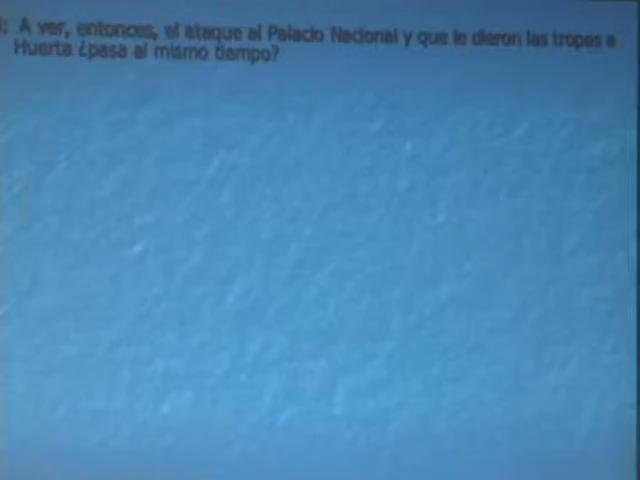 : A ver, entonces, el ataque al Palacio Nacional y que le dieron las tropas a
Huerta ¿pasa al mismo tiempo?